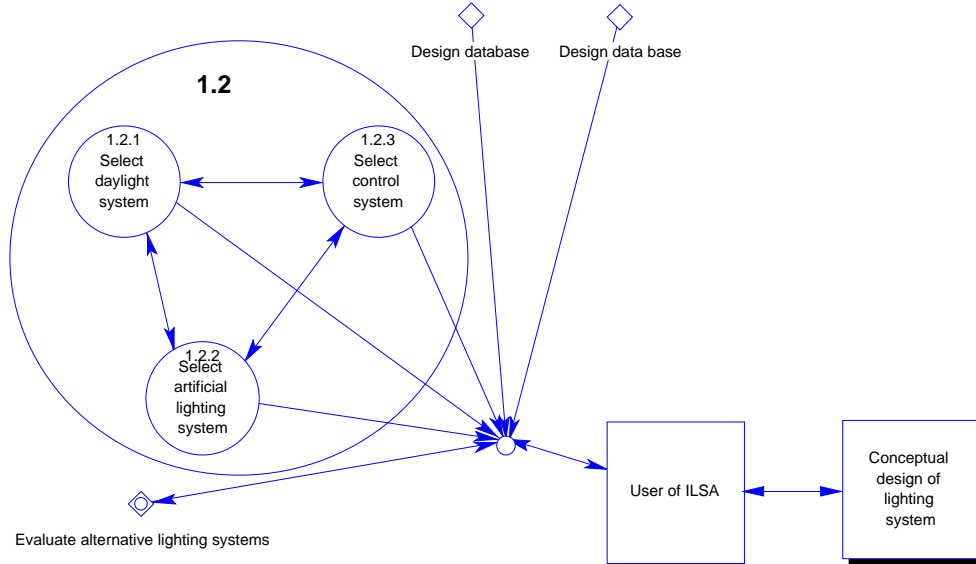 Design database
Design data base
1.2
1.2.1
Select
daylight
system
1.2.3
Select
control
system
1.2.2
Select
artificial
lighting
system
User of ILSA
Conceptual
design of
lighting
system
Evaluate alternative lighting systems